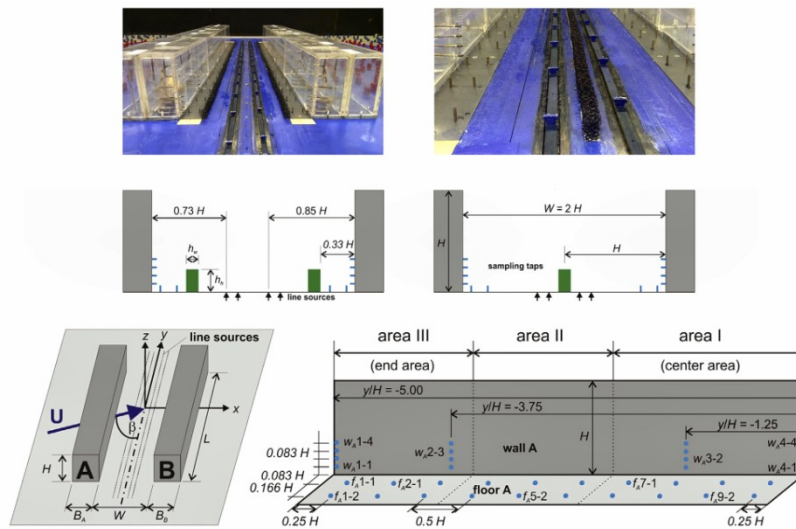 0.73 H
0.85 H
h_w
0.33 H
h_b
line sources
W = 2 H
H
H
sampling taps
z
y
line sources
U
β
x
L
H
A
B
B_A
W
B_B
area III
area II
area I
(end area)
(center area)
y/H = -5.00
y/H = -3.75
y/H = -1.25
H
w_A1-4
w_A2-3
w_A4-4
0.083 H
wall A
w_A3-2
0.083 H
w_A1-1
w_A4-1
0.166 H
f_A1-1
f_A2-1
floor A
f_A7-1
f_A1-2
f_A5-2
f_A9-2
0.25 H
0.5 H
0.25 H